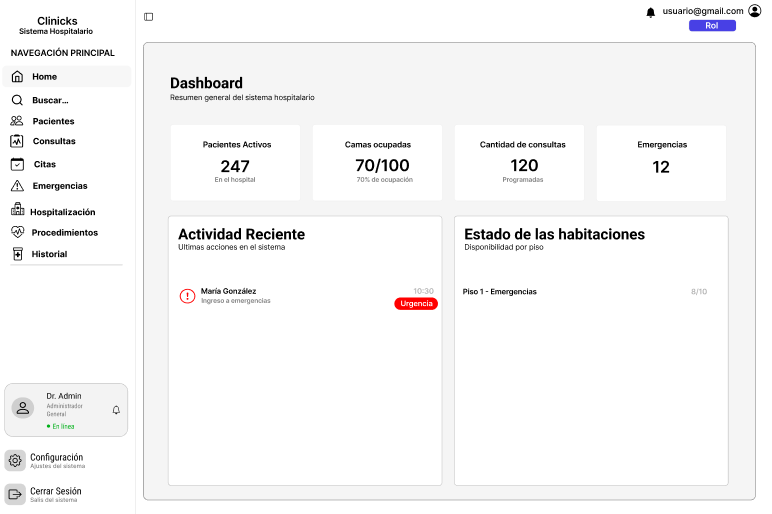 Clinicks
Sistema Hospitalario
NAVEGACIÓN PRINCIPAL
Home
Buscar...
Pacientes
Consultas
Citas
Emergencias
Hospitalización
Procedimientos
Historial
Dr. Admin
Administrador
General
En línea
Configuración
Ajustes del sistema
Cerrar Sesión
Salis del sistema
usuario@gmail.com
Rol
Dashboard
Resumen general del sistema hospitalario
Pacientes Activos
247
En el hospital
Camas ocupadas
70/100
70% de ocupación
Cantidad de consultas
120
Programadas
Emergencias
12
Actividad Reciente
Ultimas acciones en el sistema
María González
10:30
Ingreso a emergencias
Urgencia
Estado de las habitaciones
Disponibilidad por piso
Piso 1 - Emergencias
8/10